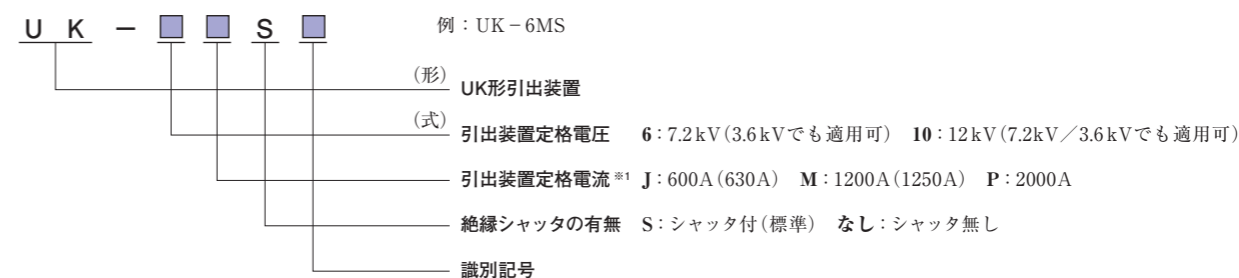 UK－□□S□ 例：UK－6MS
(形) UK形引出装置
(式) 引出装置定格電圧 6：7.2kV(3.6kVでも適用可) 10：12kV(7.2kV／3.6kVでも適用可)
引出装置定格電流※1 J：600A(630A) M：1200A(1250A) P：2000A
絶縁シャッタの有無 S：シャッタ付(標準) なし：シャッタ無し
識別記号